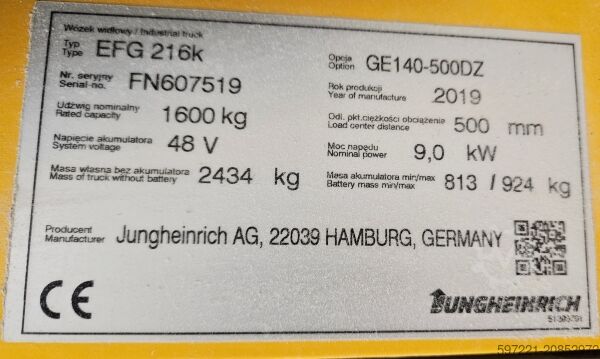 Wózek widłowy / Industrial truck
Typ
Type EFG 216k
Opcja
Option GE140-500DZ
Nr. seryjny
Serial-no. FN607519
Rok produkcji
Year of manufacture 2019
Udźwig nominalny
Rated capacity 1600 kg
Odl. pkt.ciężkości obciążenie
Load center distance 500 mm
Napięcie akumulatora
System voltage 48 V
Moc napędu
Nominal power 9,0 kW
Masa własna bez akumulatora
Mass of truck without battery 2434 kg
Masa akumulatora min/max
Battery mass min/max 813 / 924 kg
Producent
Manufacturer Jungheinrich AG, 22039 HAMBURG, GERMANY
CE
JUNGHEINRICH
597221-20852972